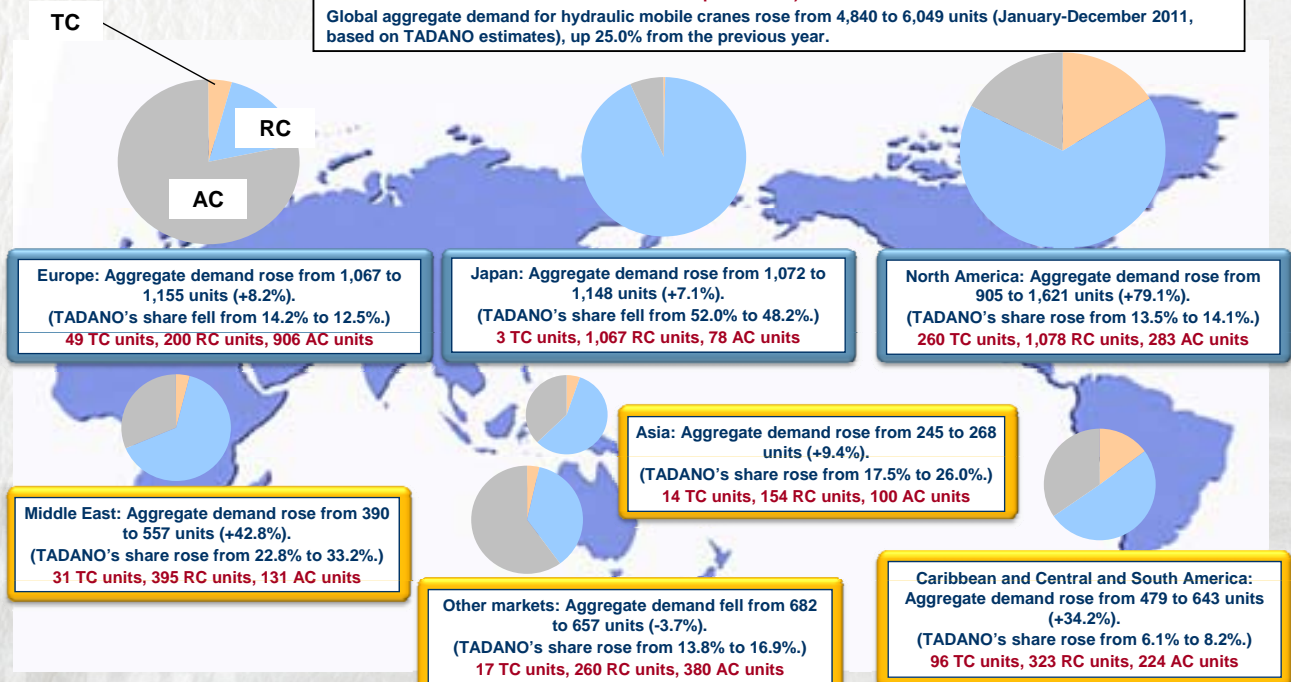 Global aggregate demand for hydraulic mobile cranes rose from 4,840 to 6,049 units (January-December 2011,
based on TADANO estimates), up 25.0% from the previous year.
TC
RC
AC
Europe: Aggregate demand rose from 1,067 to
1,155 units (+8.2%).
(TADANO's share fell from 14.2% to 12.5%.)
49 TC units, 200 RC units, 906 AC units
Japan: Aggregate demand rose from 1,072 to
1,148 units (+7.1%).
(TADANO's share fell from 52.0% to 48.2%.)
3 TC units, 1,067 RC units, 78 AC units
North America: Aggregate demand rose from
905 to 1,621 units (+79.1%).
(TADANO's share rose from 13.5% to 14.1%.)
260 TC units, 1,078 RC units, 283 AC units
Asia: Aggregate demand rose from 245 to 268
units (+9.4%).
(TADANO's share rose from 17.5% to 26.0%.)
14 TC units, 154 RC units, 100 AC units
Middle East: Aggregate demand rose from 390
to 557 units (+42.8%).
(TADANO's share rose from 22.8% to 33.2%.)
31 TC units, 395 RC units, 131 AC units
Other markets: Aggregate demand fell from 682
to 657 units (-3.7%).
(TADANO's share rose from 13.8% to 16.9%.)
17 TC units, 260 RC units, 380 AC units
Caribbean and Central and South America:
Aggregate demand rose from 479 to 643 units
(+34.2%).
(TADANO's share rose from 6.1% to 8.2%.)
96 TC units, 323 RC units, 224 AC units